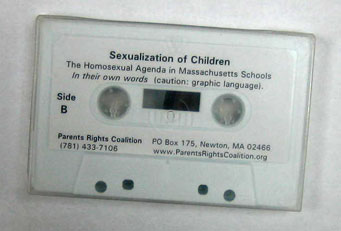 Sexualization of Children
The Homosexual Agenda in Massachusetts Schools
In their own words (caution: graphic language).
Side
B
Parents Rights Coalition PO Box 175, Newton, MA 02466
(781) 433-7106 www.ParentsRightsCoalition.org